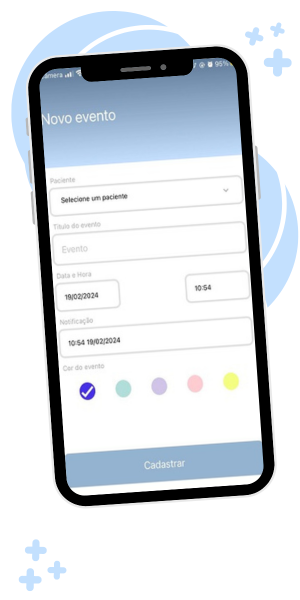 95%
Novo evento
Paciente
Selecione um paciente
Título do evento
Evento
Data e Hora
19/02/2024
10:54
Notificação
10:54 19/02/2024
Cor do evento
Cadastrar